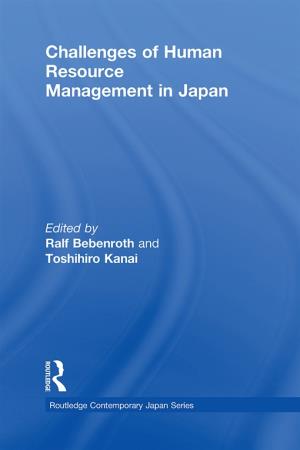 Challenges of Human
Resource
Management in Japan
Edited by
Ralf Bebenroth and
Toshihiro Kanai
ROUTLEDGE
Routledge Contemporary Japan Series